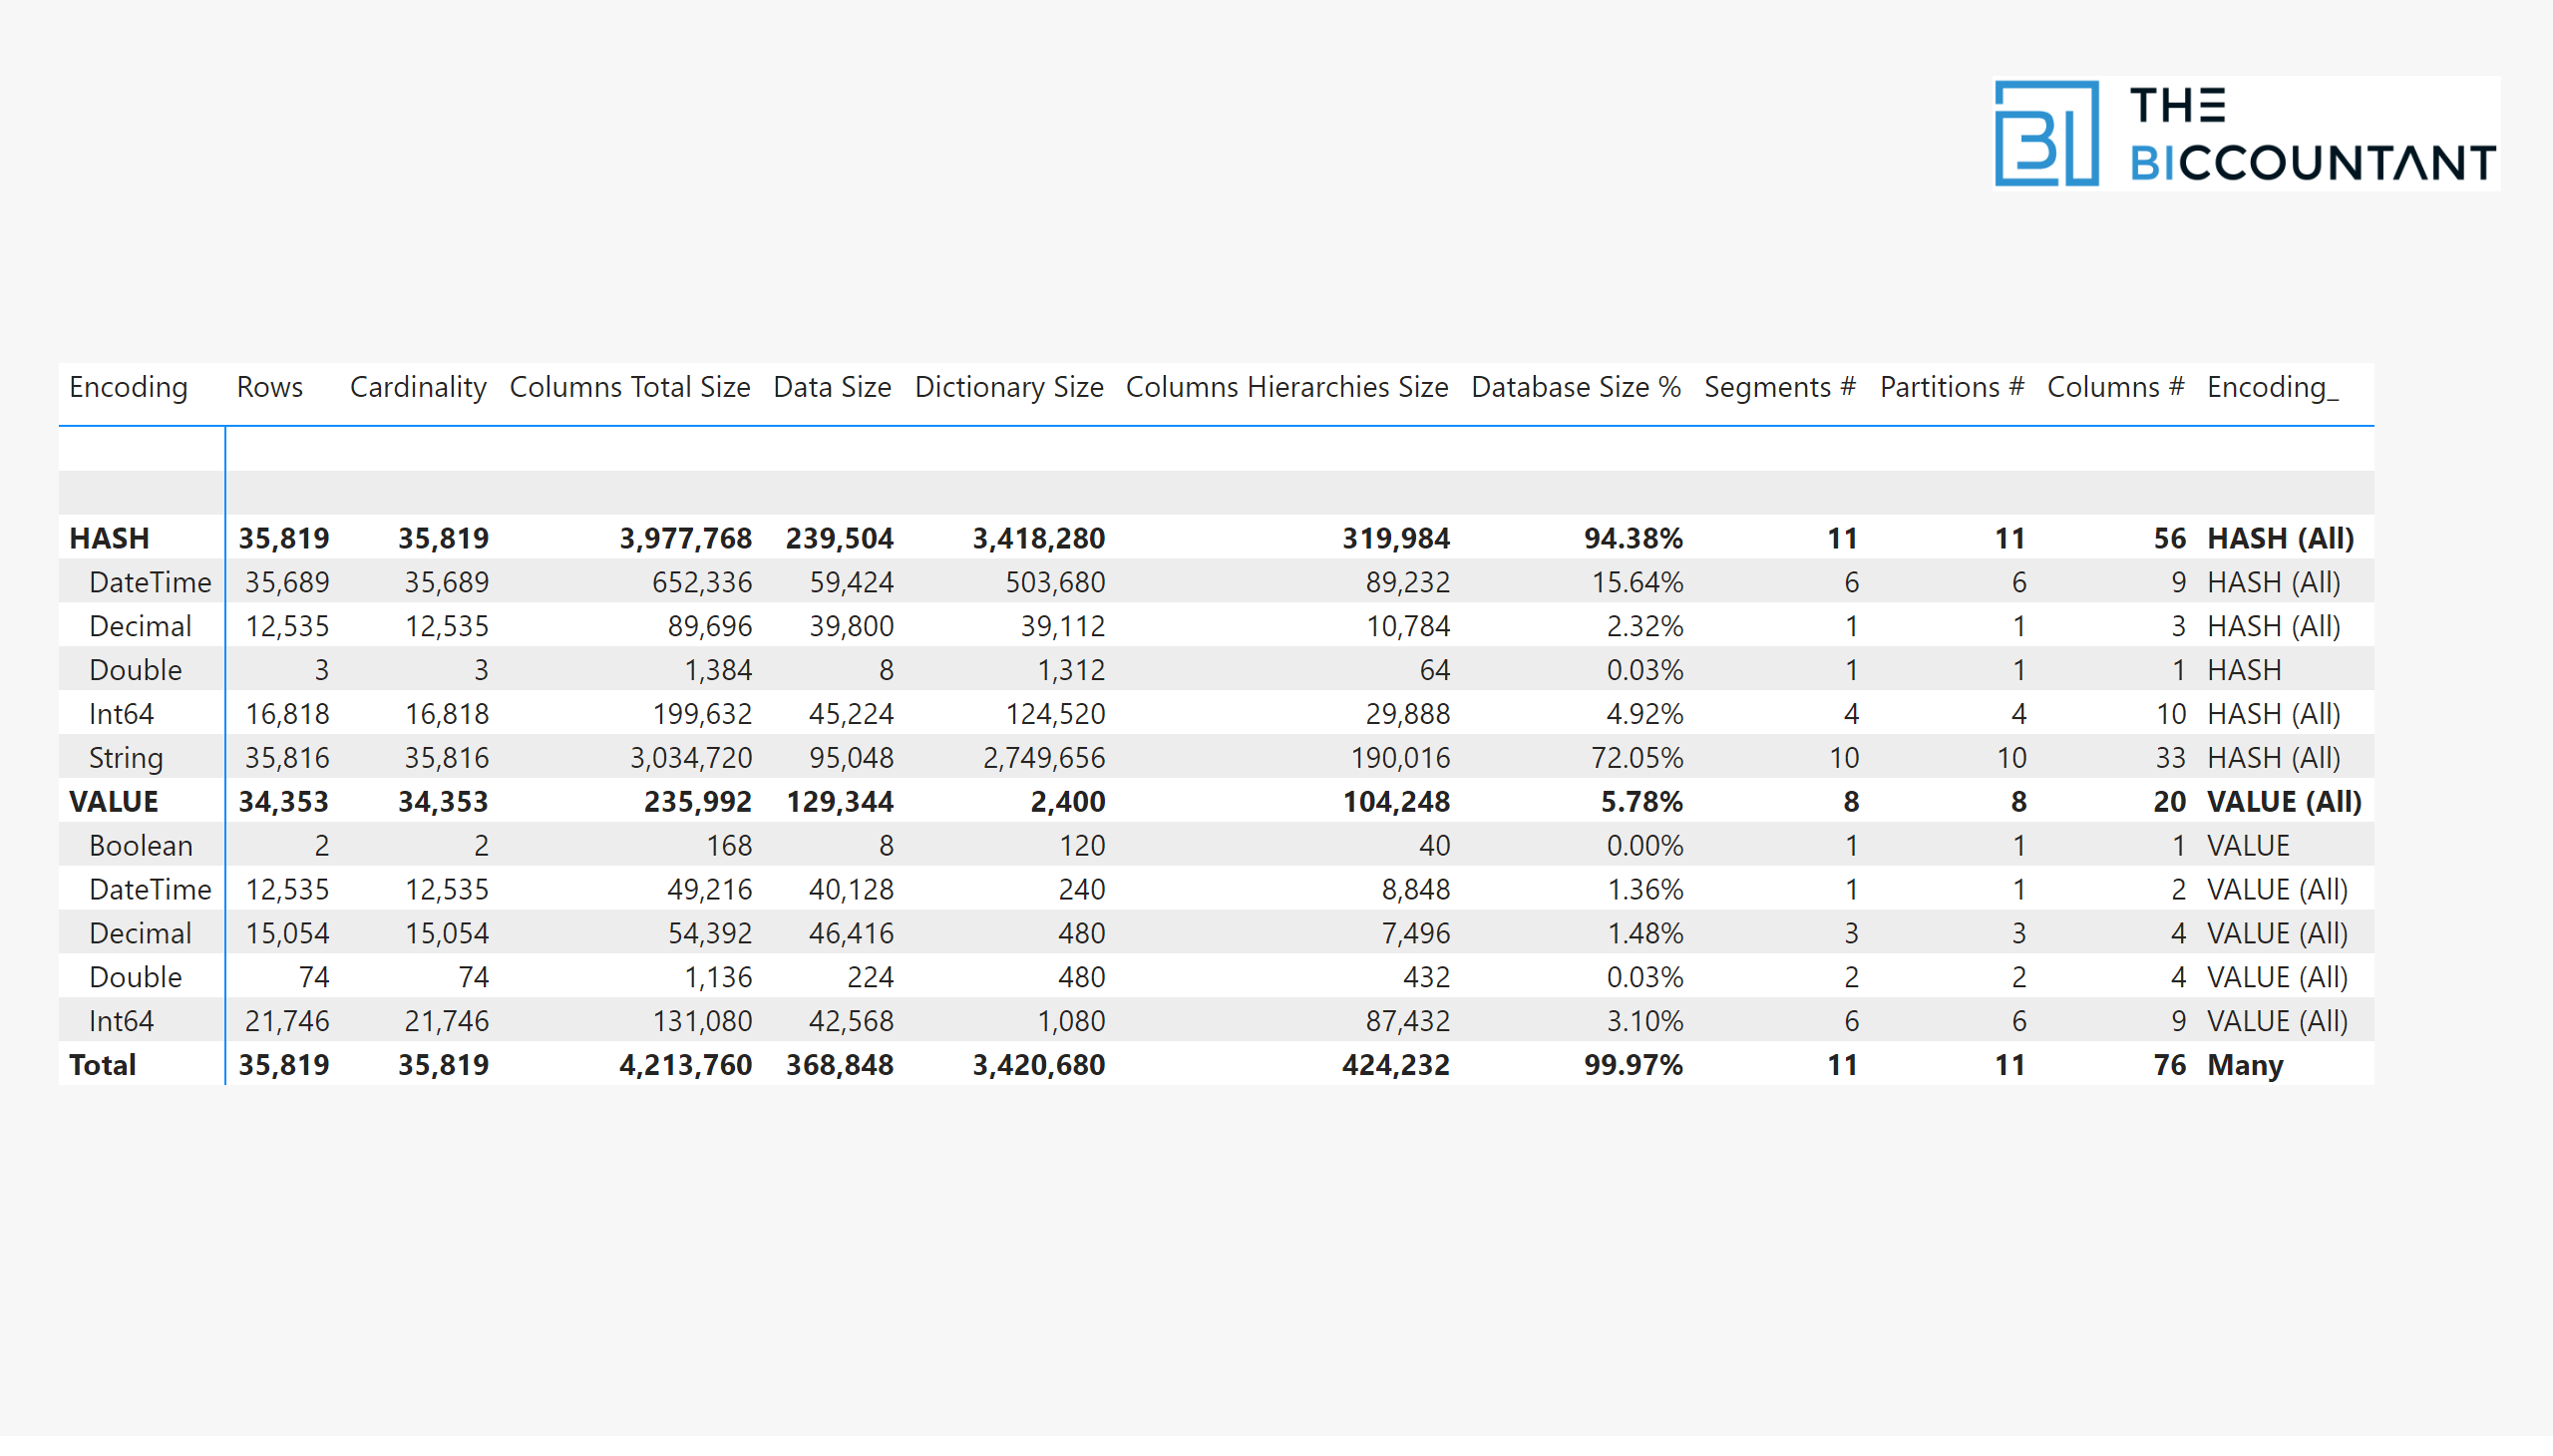 THE
BICCOUNTANT
Encoding Rows Cardinality Columns Total Size Data Size Dictionary Size Columns Hierarchies Size Database Size % Segments # Partitions # Columns # Encoding_
HASH 35,819 35,819 3,977,768 239,504 3,418,280 319,984 94.38% 11 11 56 HASH (All)
DateTime 35,689 35,689 652,336 59,424 503,680 89,232 15.64% 6 6 9 HASH (All)
Decimal 12,535 12,535 89,696 39,800 39,112 10,784 2.32% 1 1 3 HASH (All)
Double 3 3 1,384 8 1,312 64 0.03% 1 1 1 HASH
Int64 16,818 16,818 199,632 45,224 124,520 29,888 4.92% 4 4 10 HASH (All)
String 35,816 35,816 3,034,720 95,048 2,749,656 190,016 72.05% 10 10 33 HASH (All)
VALUE 34,353 34,353 235,992 129,344 2,400 104,248 5.78% 8 8 20 VALUE (All)
Boolean 2 2 168 8 120 40 0.00% 1 1 1 VALUE
DateTime 12,535 12,535 49,216 40,128 240 8,848 1.36% 1 1 2 VALUE (All)
Decimal 15,054 15,054 54,392 46,416 480 7,496 1.48% 3 3 4 VALUE (All)
Double 74 74 1,136 224 480 432 0.03% 2 2 4 VALUE (All)
Int64 21,746 21,746 131,080 42,568 1,080 87,432 3.10% 6 6 9 VALUE (All)
Total 35,819 35,819 4,213,760 368,848 3,420,680 424,232 99.97% 11 11 76 Many